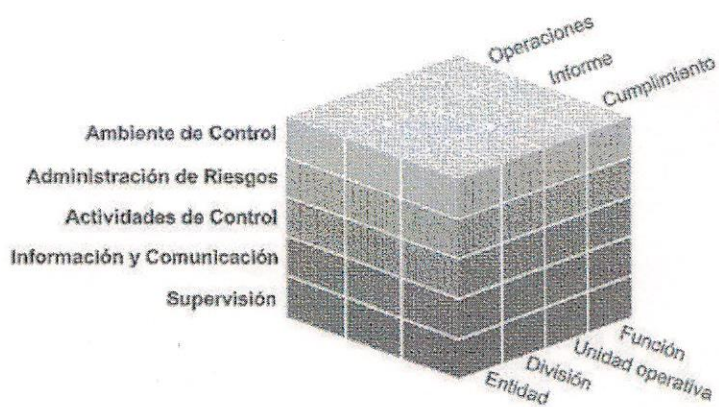 Operaciones
Informe
Cumplimiento
Ambiente de Control
Administración de Riesgos
Actividades de Control
Información y Comunicación
Supervisión
Función
Unidad operativa
División
Entidad